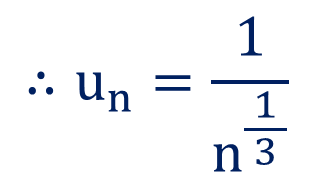 ∴ uₙ = 1 / n^(1/3)